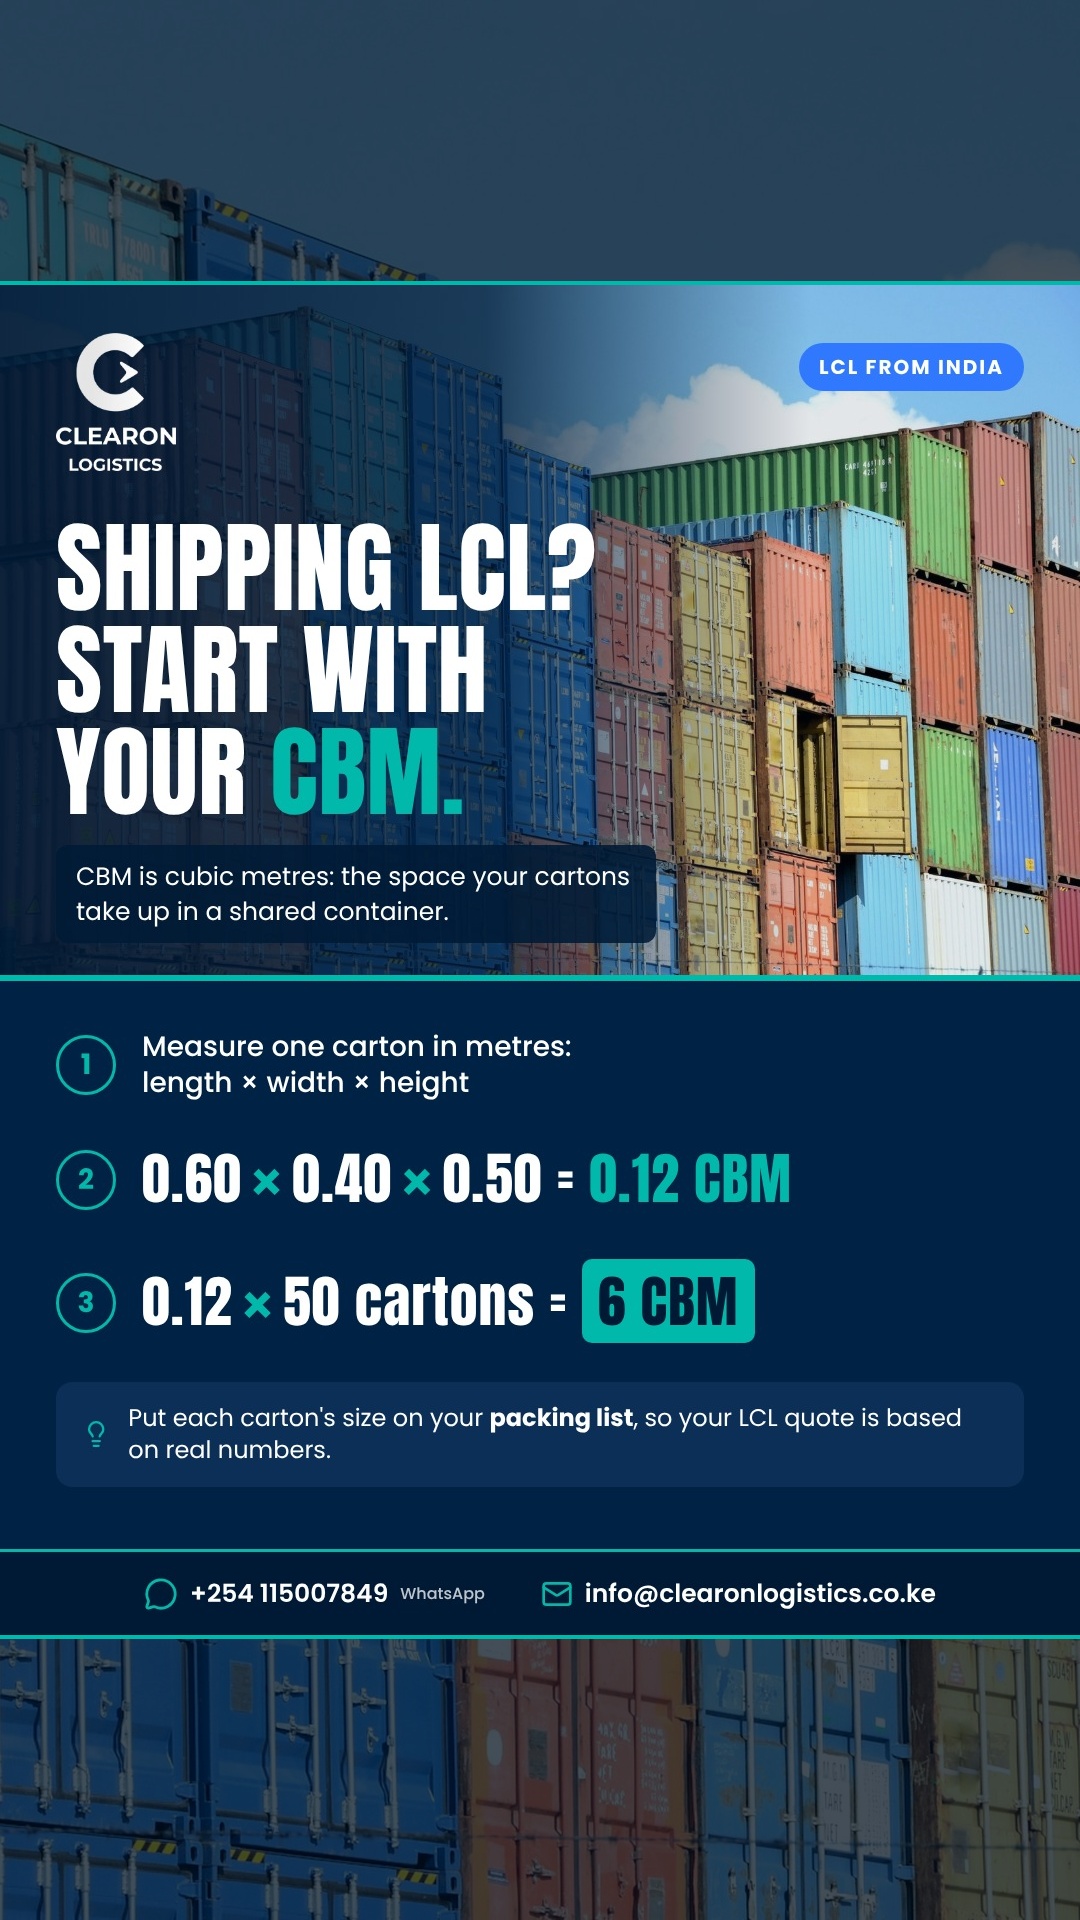 CLEARON
LOGISTICS
LCL FROM INDIA
SHIPPING LCL?
START WITH
YOUR CBM.
CBM is cubic metres: the space your cartons
take up in a shared container.
1
Measure one carton in metres:
length × width × height
2
0.60 × 0.40 × 0.50 = 0.12 CBM
3
0.12 × 50 cartons = 6 CBM
Put each carton's size on your packing list, so your LCL quote is based
on real numbers.
+254 115007849 WhatsApp
info@clearonlogistics.co.ke